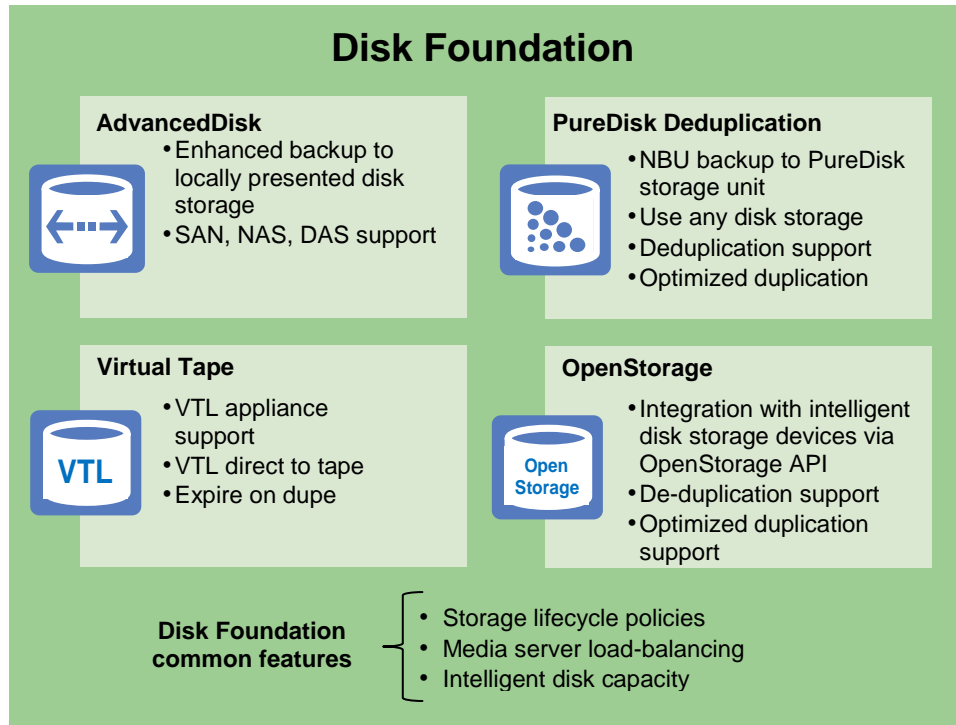 Disk Foundation
AdvancedDisk
•Enhanced backup to
locally presented disk
storage
•SAN, NAS, DAS support
PureDisk Deduplication
•NBU backup to PureDisk
storage unit
•Use any disk storage
•Deduplication support
•Optimized duplication
Virtual Tape
VTL
•VTL appliance
support
•VTL direct to tape
•Expire on dupe
OpenStorage
Open
Storage
•Integration with intelligent
disk storage devices via
OpenStorage API
•De-duplication support
•Optimized duplication
support
Disk Foundation
common features
• Storage lifecycle policies
• Media server load-balancing
• Intelligent disk capacity